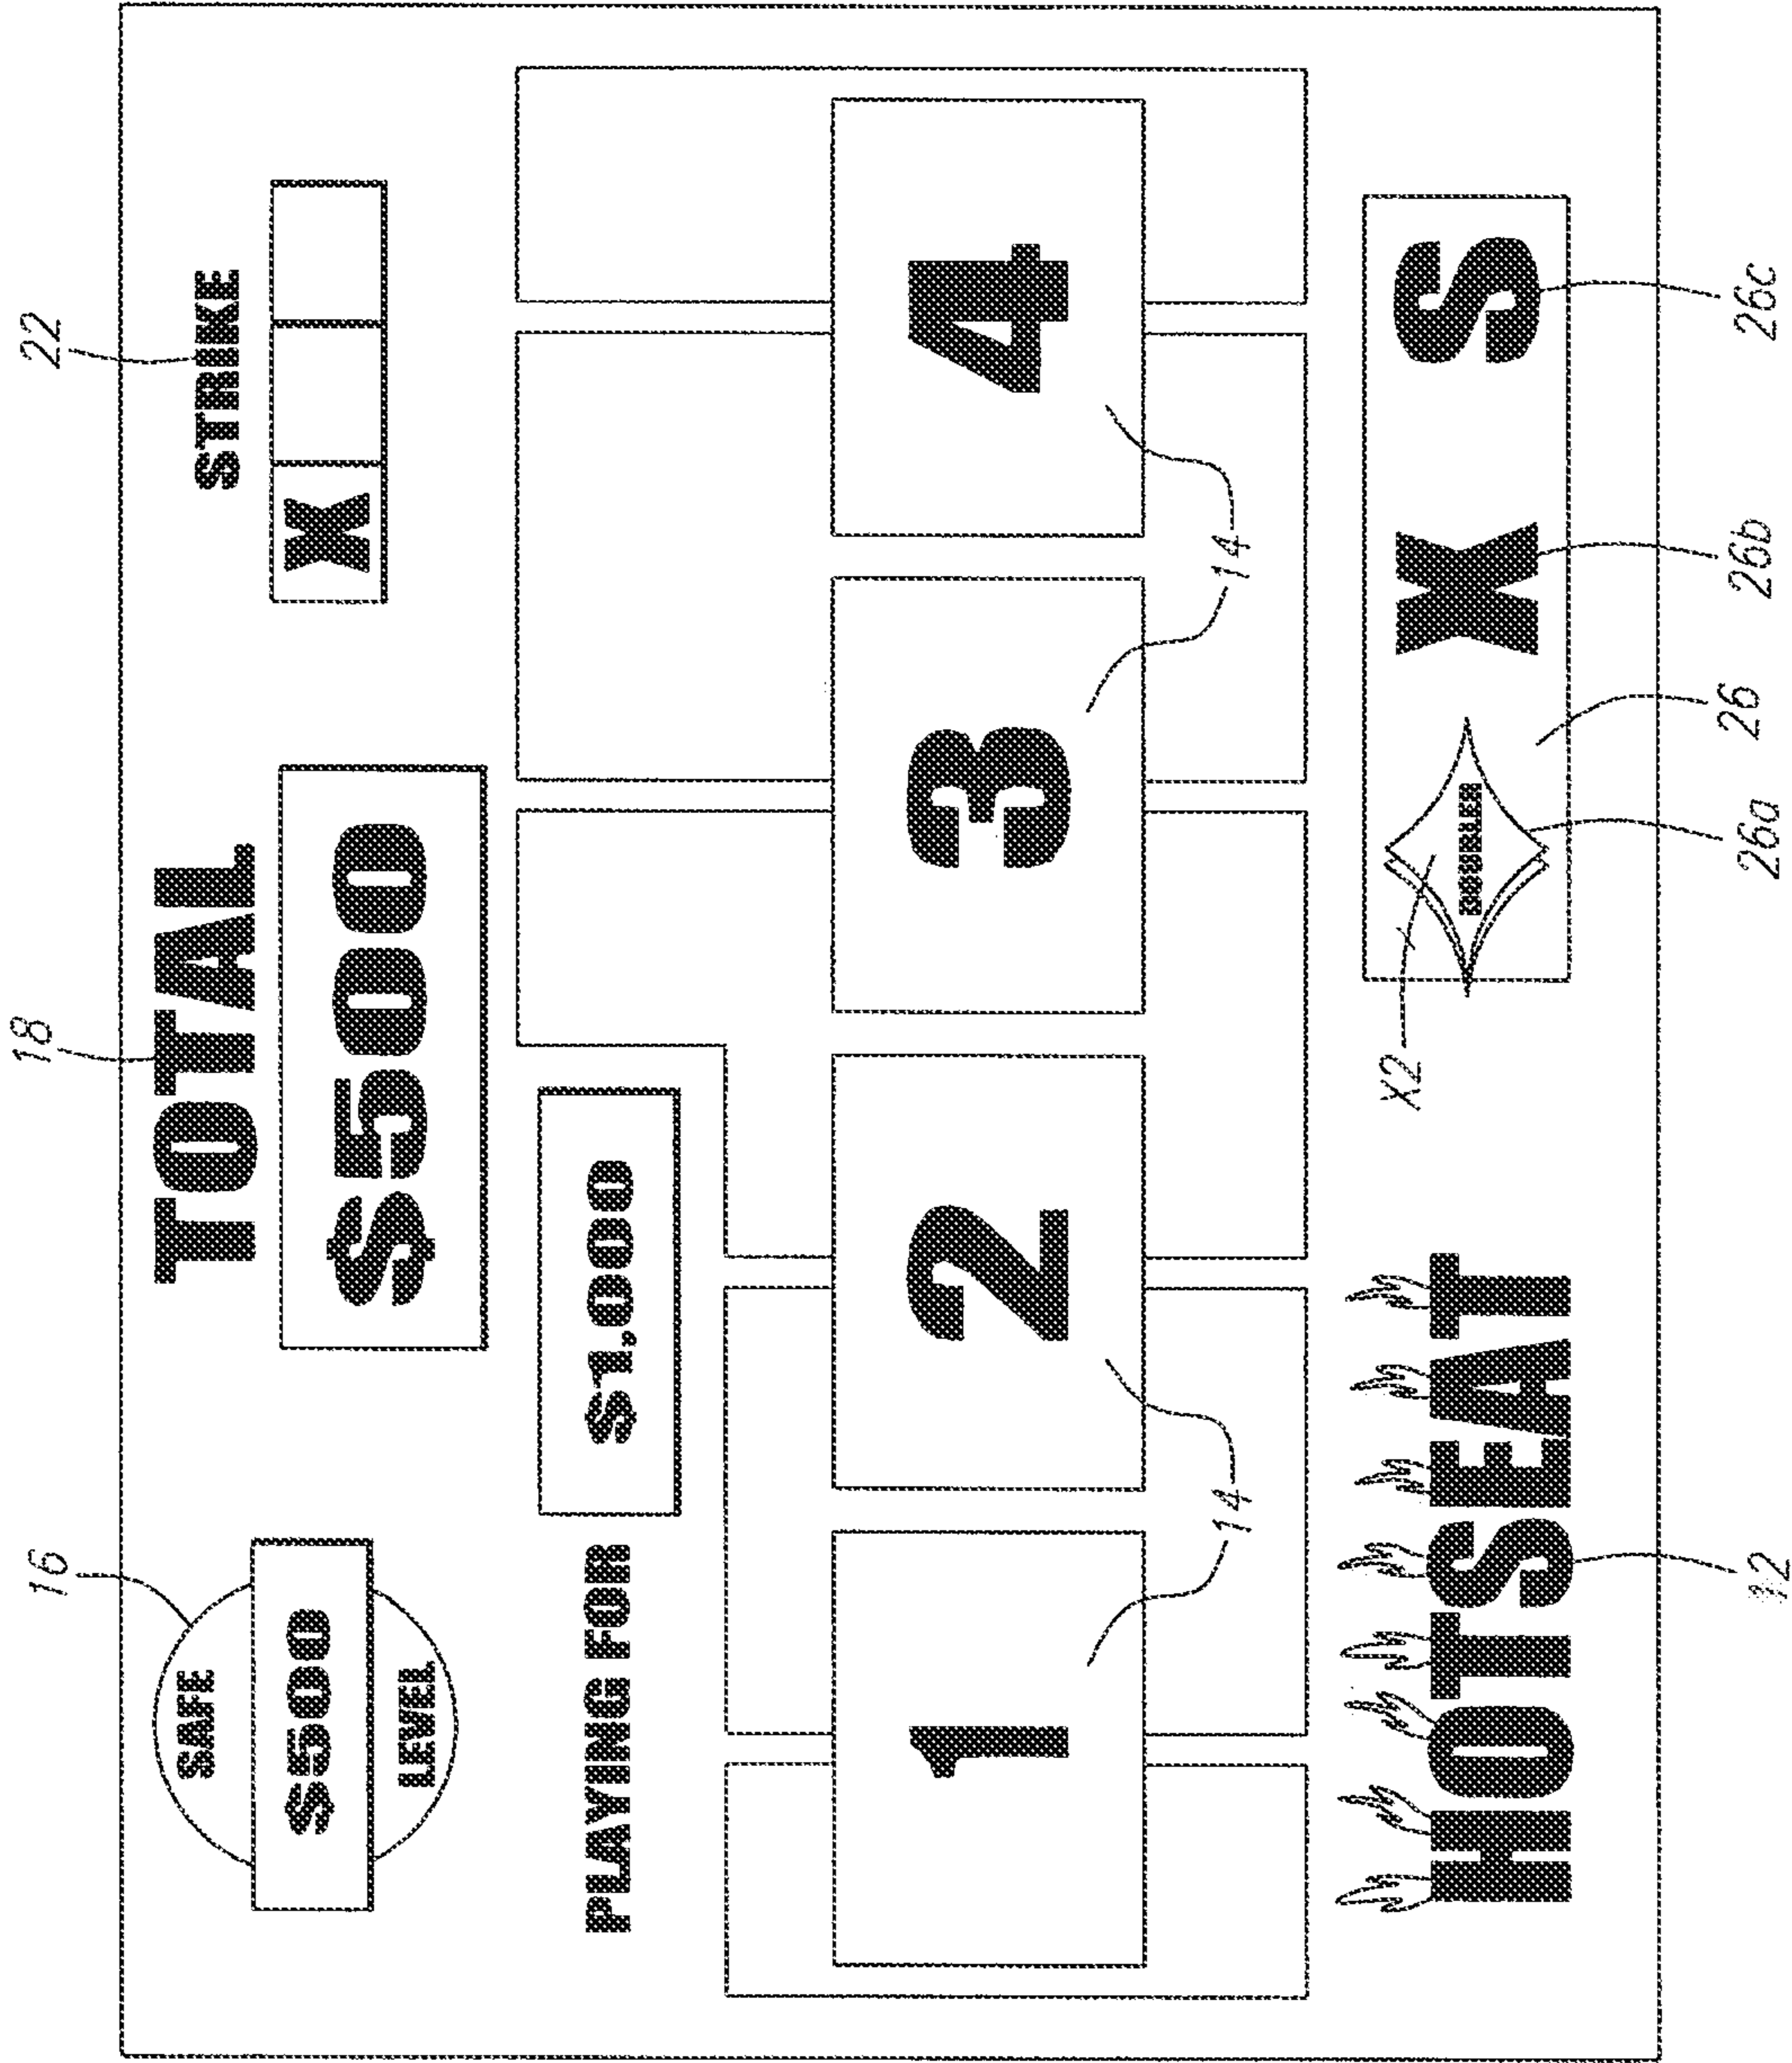 16 18 22
SAFE
$500
LEVEL
TOTAL
$500
STRIKE
X
PLAYING FOR
$1,000
1 2 3 4
14 14
HOTSEAT
DOUBLER
X S
X2
12 26a 26 26b 26c